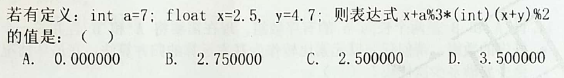 若有定义：int a=7; float x=2.5, y=4.7; 则表达式 x+a%3*(int)(x+y)%2
的值是：（ ）
A. 0.000000 B. 2.750000 C. 2.500000 D. 3.500000